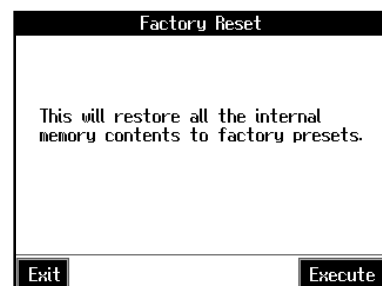 Factory Reset
This will restore all the internal
memory contents to factory presets.
Exit
Execute